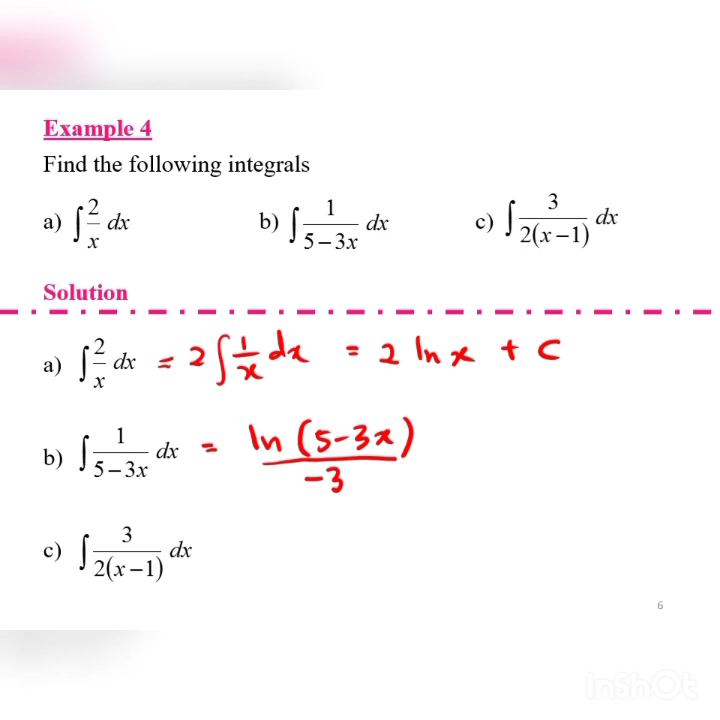 Example 4
Find the following integrals
a) ∫ 2/x dx b) ∫ 1/(5−3x) dx c) ∫ 3/(2(x−1)) dx
Solution
a) ∫ 2/x dx = 2 ∫ 1/x dx = 2 ln x + c
b) ∫ 1/(5−3x) dx = ln (5-3x)/-3
c) ∫ 3/(2(x−1)) dx
6
InShOt